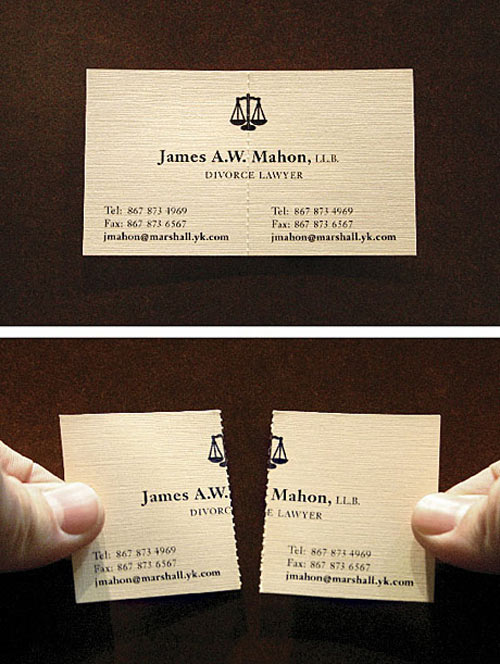 James A.W. Mahon, LL.B.
DIVORCE LAWYER
Tel: 867 873 4969
Fax: 867 873 6567
jmahon@marshall.yk.com
Tel: 867 873 4969
Fax: 867 873 6567
jmahon@marshall.yk.com
James A.W.
DIVORC
Tel: 867 873 4969
Fax: 867 873 6567
jmahon@marshall.yk.com
Mahon, LL.B.
E LAWYER
Tel: 867 873 4969
Fax: 867 873 6567
jmahon@marshall.yk.com